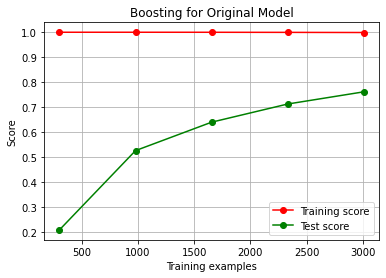 Boosting for Original Model
Score
1.0
0.9
0.8
0.7
0.6
0.5
0.4
0.3
0.2
500 1000 1500 2000 2500 3000
Training examples
Training score
Test score